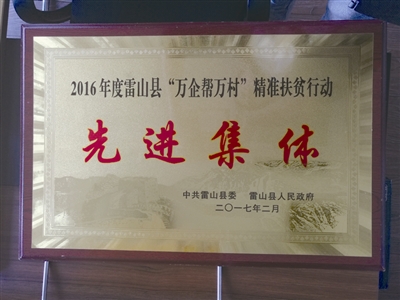 2016年度雷山县“万企帮万村”精准扶贫行动
先进集体
中共雷山县委 雷山县人民政府
二〇一七年二月